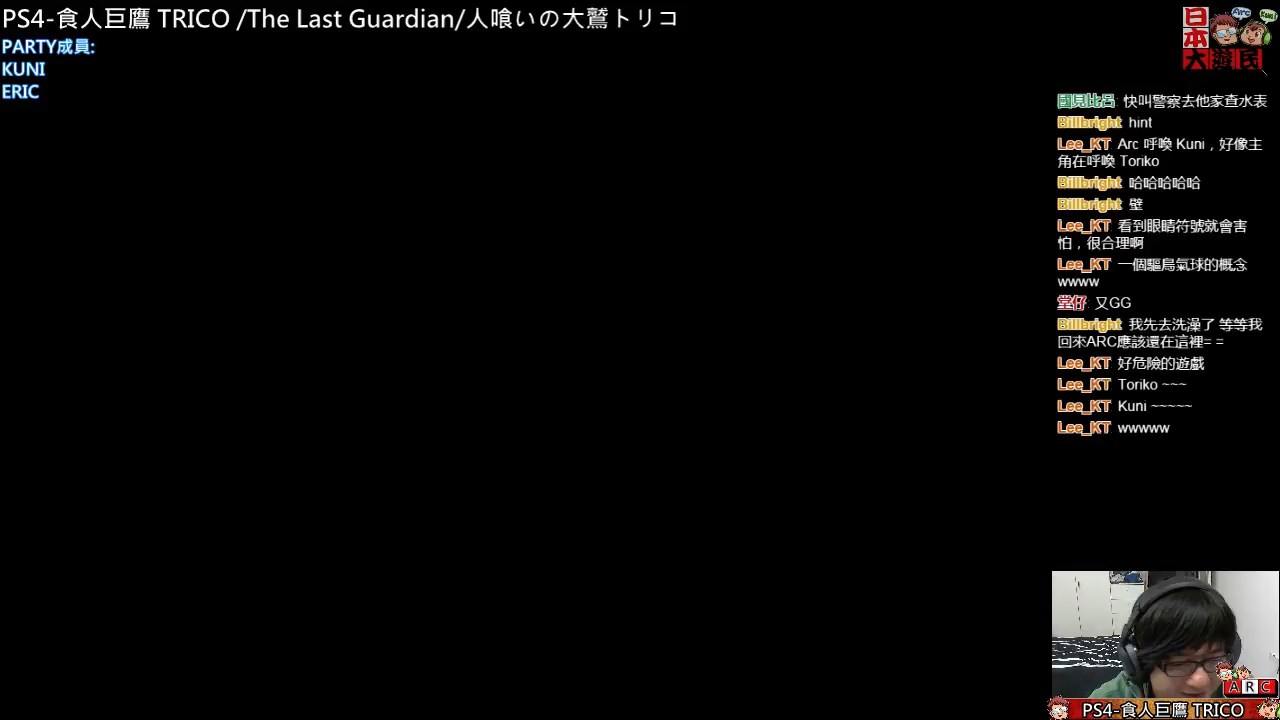 PS4-食人巨鷹 TRICO /The Last Guardian/人喰いの大鷲トリコ
PARTY成員:
KUNI
ERIC
ARC
KUNI
日本大遊民
國見比呂: 快叫警察去他家查水表
Billbright: hint
Lee_KT: Arc 呼喚 Kuni，好像主
角在呼喚 Toriko
Billbright: 哈哈哈哈哈
Billbright: 壁
Lee_KT: 看到眼睛符號就會害
怕，很合理啊
Lee_KT: 一個驅鳥氣球的概念
wwww
堂仔: 又GG
Billbright: 我先去洗澡了 等等我
回來ARC應該還在這裡= =
Lee_KT: 好危險的遊戲
Lee_KT: Toriko ~~~
Lee_KT: Kuni ~~~~~
Lee_KT: wwwww
ARC
PS4-食人巨鷹 TRICO